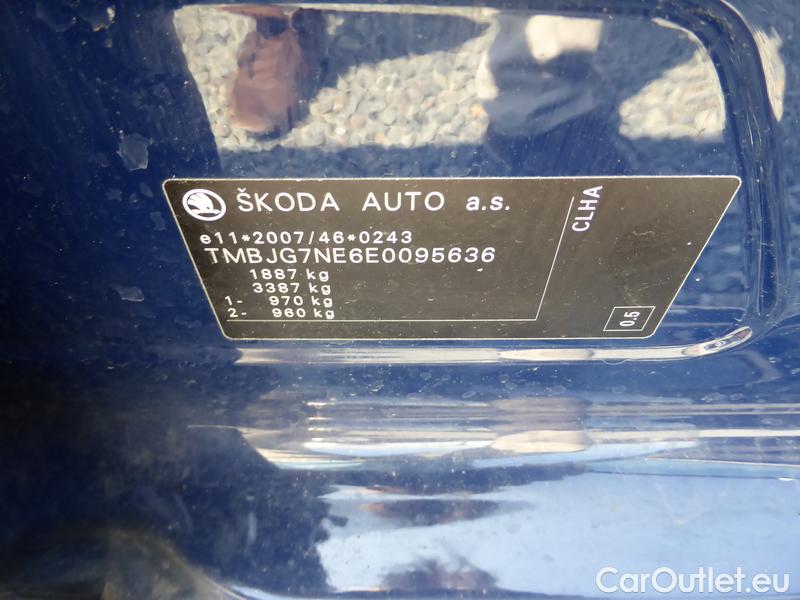 ŠKODA AUTO a.s.
e11*2007/46*0243
TMBJG7NE6E0095636
1887 kg
3387 kg
1- 970 kg
2- 960 kg
CLHA
0.5
CarOutlet.eu